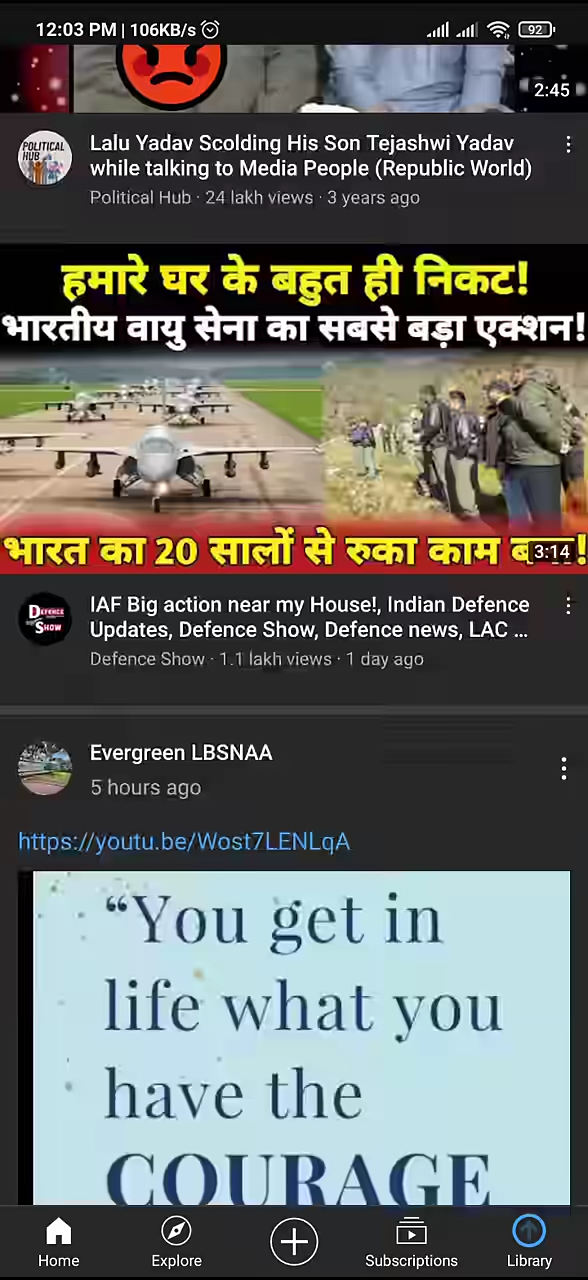 12:03 PM | 106KB/s
92
2:45
POLITICAL
HUB
Lalu Yadav Scolding His Son Tejashwi Yadav
while talking to Media People (Republic World)
Political Hub · 24 lakh views · 3 years ago
हमारे घर के बहुत ही निकट!
भारतीय वायु सेना का सबसे बड़ा एक्शन!
भारत का 20 सालों से रुका काम
3:14
DEFENCE
SHOW
IAF Big action near my House!, Indian Defence
Updates, Defence Show, Defence news, LAC ...
Defence Show · 1.1 lakh views · 1 day ago
Evergreen LBSNAA
5 hours ago
https://youtu.be/Wost7LENLqA
“You get in
life what you
have the
COURAGE
Home
Explore
Subscriptions
Library